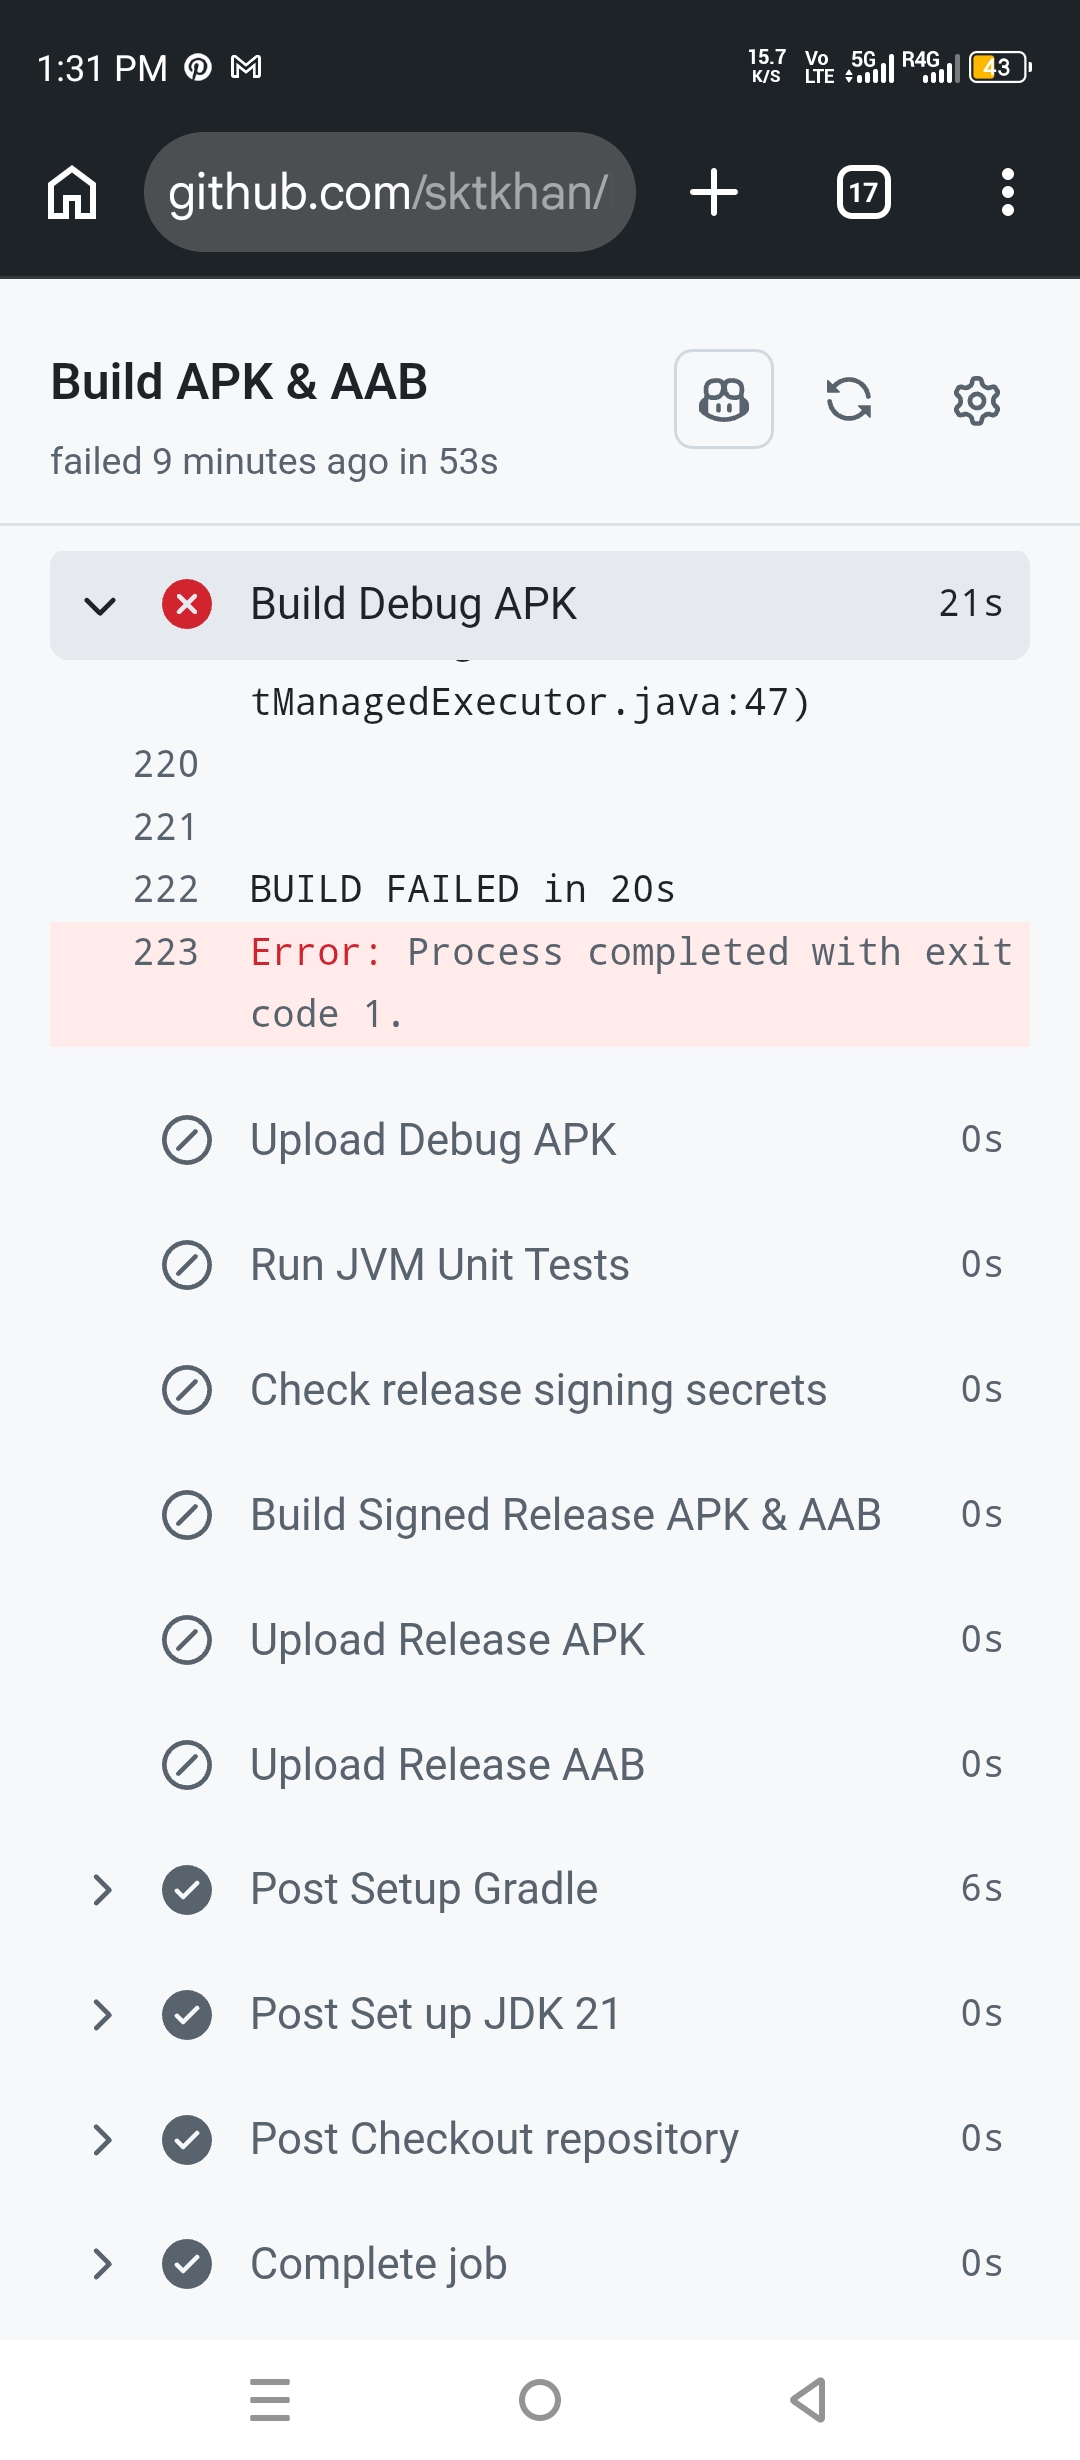 1:31 PM
15.7 K/S Vo LTE 5G R4G 43
github.com/sktkhan/
17
Build APK & AAB
failed 9 minutes ago in 53s
Build Debug APK 21s
tManagedExecutor.java:47)
220
221
222 BUILD FAILED in 20s
223 Error: Process completed with exit
code 1.
Upload Debug APK 0s
Run JVM Unit Tests 0s
Check release signing secrets 0s
Build Signed Release APK & AAB 0s
Upload Release APK 0s
Upload Release AAB 0s
Post Setup Gradle 6s
Post Set up JDK 21 0s
Post Checkout repository 0s
Complete job 0s